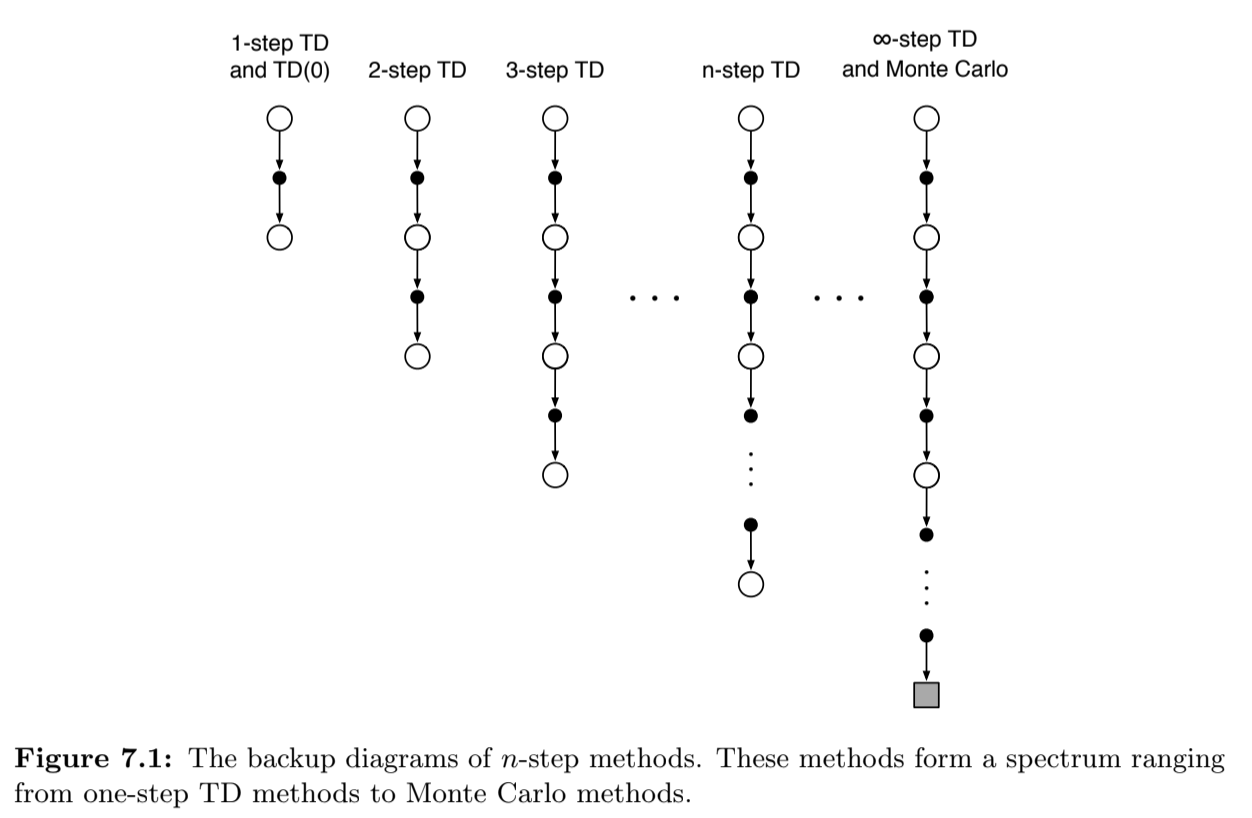 1-step TD
and TD(0)
2-step TD
3-step TD
n-step TD
∞-step TD
and Monte Carlo
Figure 7.1: The backup diagrams of n-step methods. These methods form a spectrum ranging
from one-step TD methods to Monte Carlo methods.